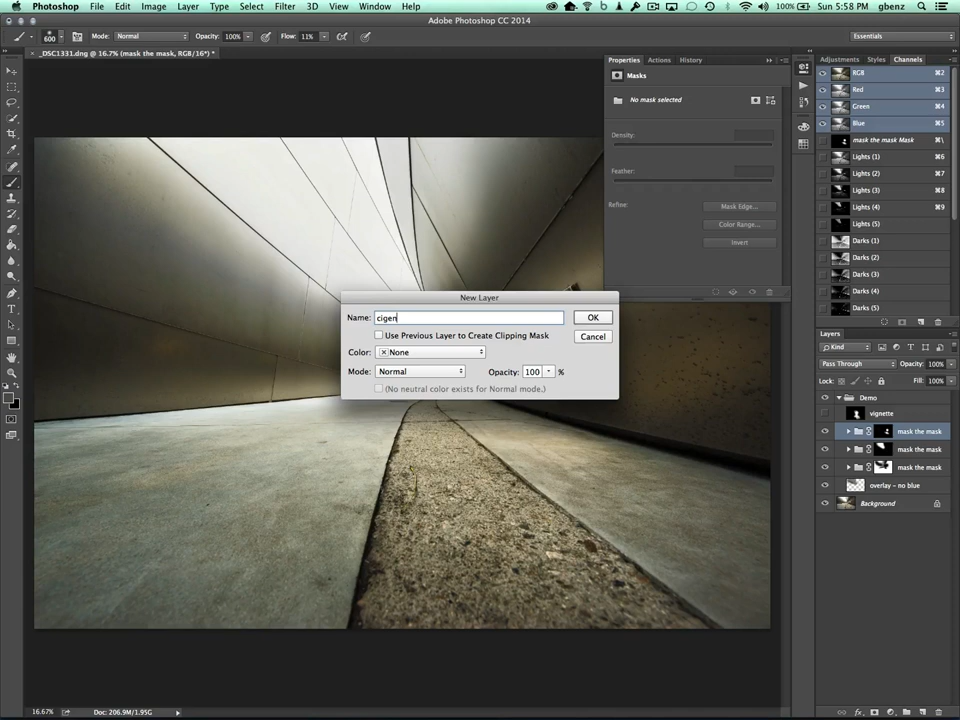 Photoshop File Edit Image Layer Type Select Filter 3D View Window Help 100% Sun 5:58 PM gbenz
Adobe Photoshop CC 2014
600 Mode: Normal Opacity: 100% Flow: 11% Essentials
_DSC1331.dng @ 16.7% (mask the mask, RGB/16*) *
Properties Actions History
Masks
No mask selected
Density:
Feather:
Refine: Mask Edge...
Color Range...
Invert
Adjustments Styles Channels
RGB ⌘2
Red ⌘3
Green ⌘4
Blue ⌘5
mask the mask Mask ⌘\
Lights (1) ⌘6
Lights (2) ⌘7
Lights (3) ⌘8
Lights (4) ⌘9
Lights (5)
Darks (1)
Darks (2)
Darks (3)
Darks (4)
Darks (5)
New Layer
Name: cigen OK
Use Previous Layer to Create Clipping Mask Cancel
Color: None
Mode: Normal Opacity: 100 %
(No neutral color exists for Normal mode.)
Layers
Kind
Pass Through Opacity: 100%
Lock: Fill: 100%
Demo
vignette
mask the mask
mask the mask
mask the mask
overlay - no blue
Background
16.67% Doc: 206.9M/1.95G